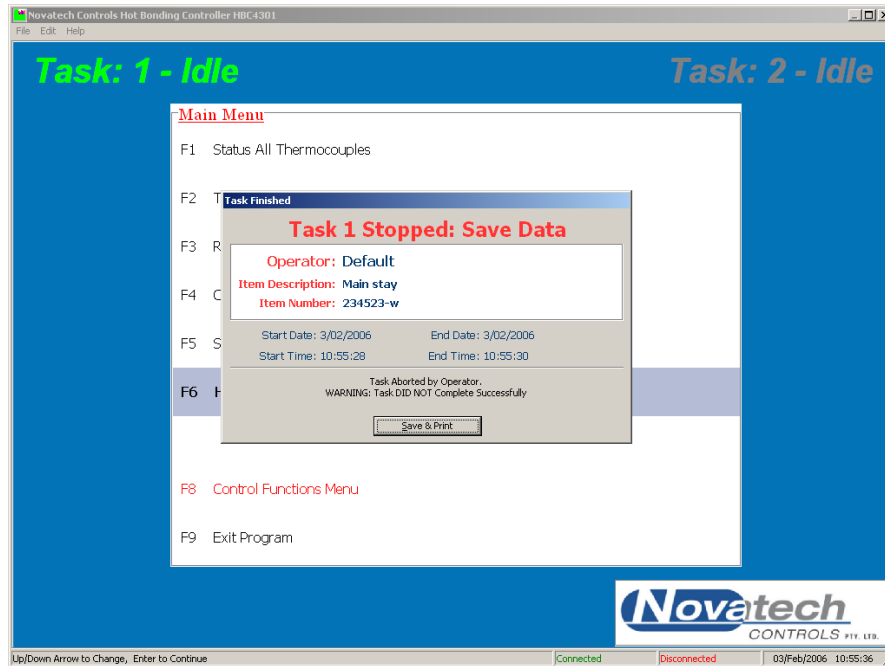 Novatech Controls Hot Bonding Controller HBC4301
File Edit Help
Task: 1 - Idle
Task: 2 - Idle
Main Menu
F1 Status All Thermocouples
F2 T
Task Finished
Task 1 Stopped: Save Data
F3 R
Operator: Default
Item Description: Main stay
F4 C
Item Number: 234523-w
Start Date: 3/02/2006 End Date: 3/02/2006
F5 S
Start Time: 10:55:28 End Time: 10:55:30
Task Aborted by Operator.
F6 H
WARNING: Task DID NOT Complete Successfully
Save & Print
F8 Control Functions Menu
F9 Exit Program
Novatech
CONTROLS PTY. LTD.
Up/Down Arrow to Change, Enter to Continue Connected Disconnected 03/Feb/2006 10:55:36